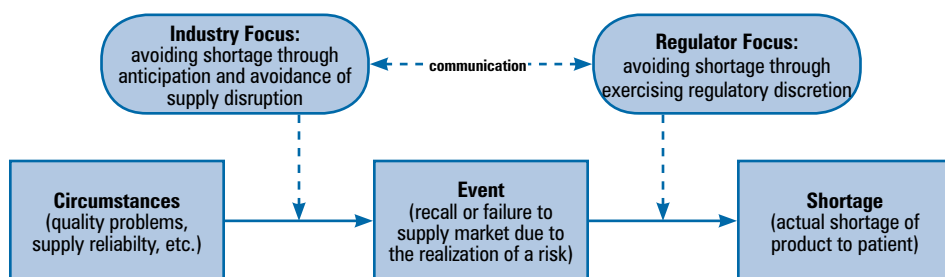 Industry Focus:
avoiding shortage through
anticipation and avoidance of
supply disruption
communication
Regulator Focus:
avoiding shortage through
exercising regulatory discretion
Circumstances
(quality problems,
supply reliabilty, etc.)
Event
(recall or failure to
supply market due to
the realization of a risk)
Shortage
(actual shortage of
product to patient)